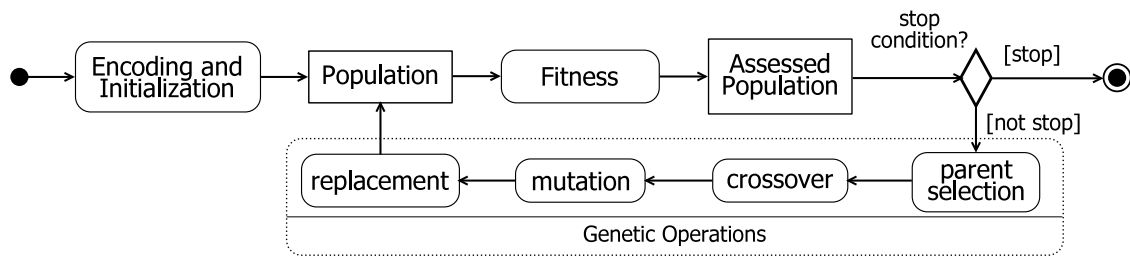 stop
condition?
[stop]
Encoding and
Initialization
Population
Fitness
Assessed
Population
[not stop]
replacement
mutation
crossover
parent
selection
Genetic Operations